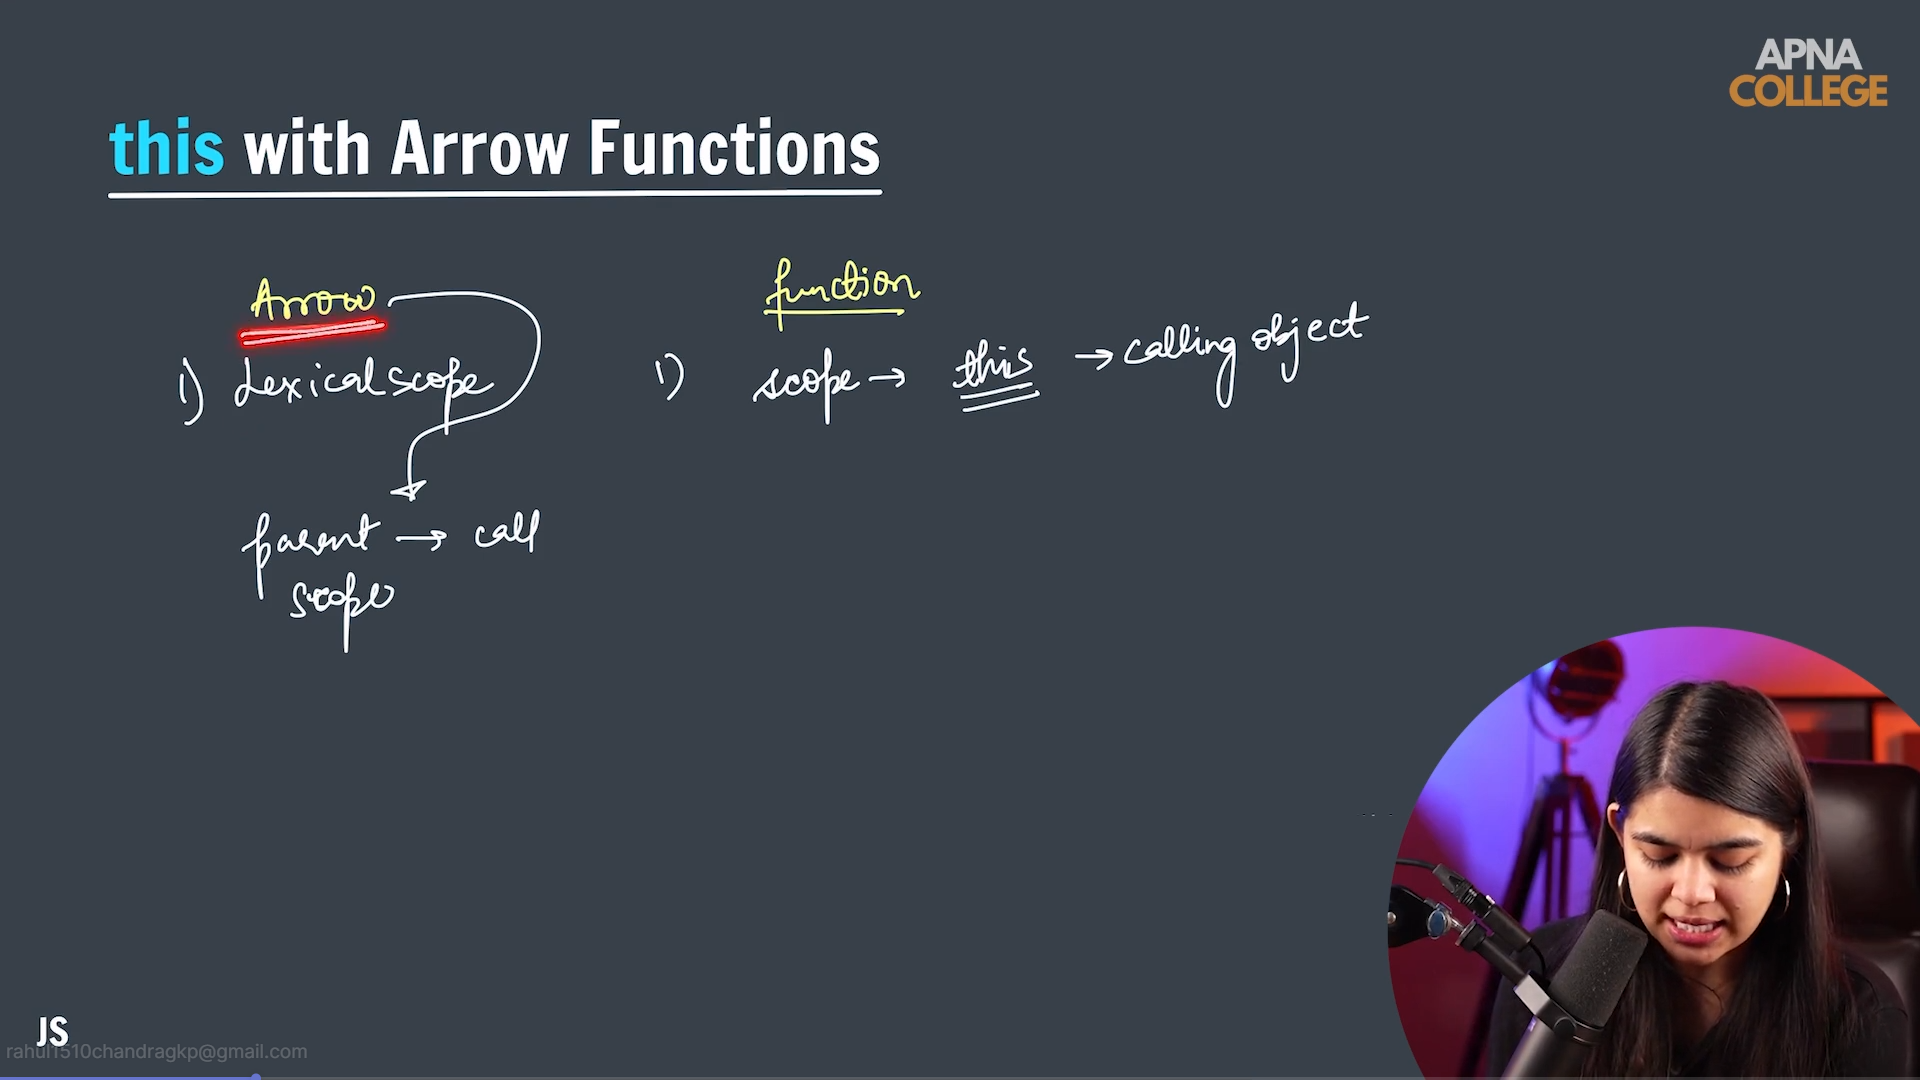 APNA
COLLEGE
this with Arrow Functions
Arrow
function
1) Lexical scope
1) scope → this → calling object
parent → call
scope
JS
rahul1510chandragkp@gmail.com